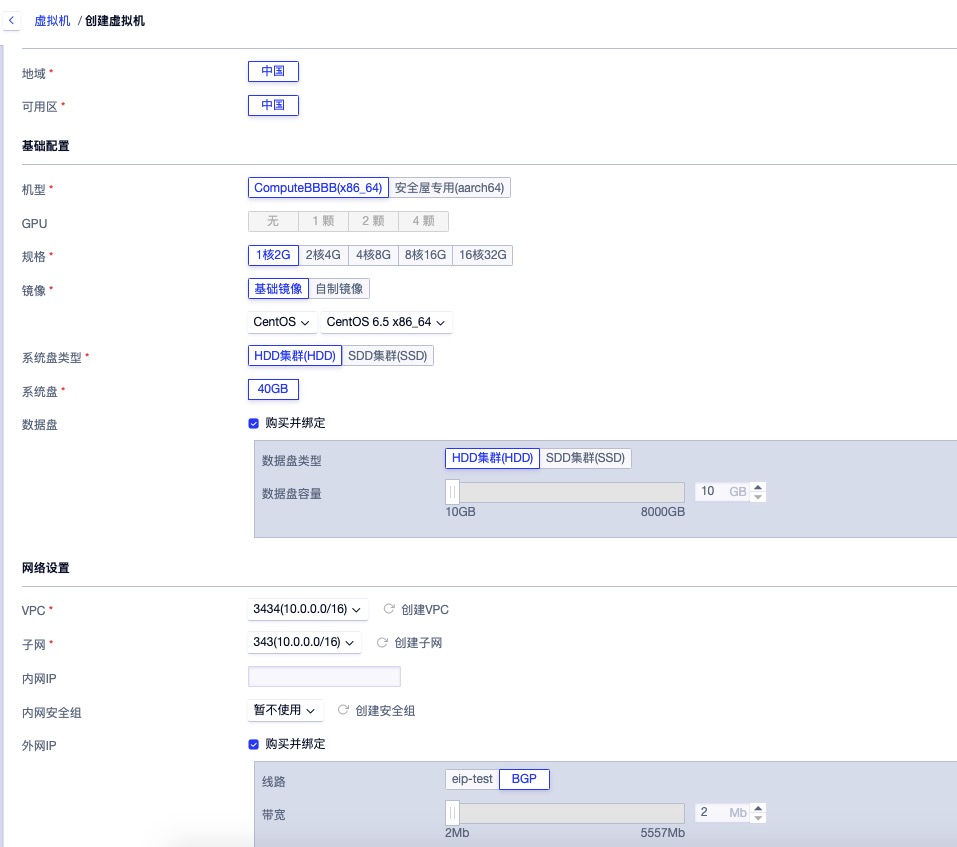 虚拟机 / 创建虚拟机
地域 * 中国
可用区 * 中国
基础配置
机型 * ComputeBBBB(x86_64) 安全屋专用(aarch64)
GPU 无 1 颗 2 颗 4 颗
规格 * 1核2G 2核4G 4核8G 8核16G 16核32G
镜像 * 基础镜像 自制镜像
CentOS CentOS 6.5 x86_64
系统盘类型 * HDD集群(HDD) SDD集群(SSD)
系统盘 * 40GB
数据盘 购买并绑定
数据盘类型 HDD集群(HDD) SDD集群(SSD)
数据盘容量 10 GB
10GB 8000GB
网络设置
VPC * 3434(10.0.0.0/16) 创建VPC
子网 * 343(10.0.0.0/16) 创建子网
内网IP
内网安全组 暂不使用 创建安全组
外网IP 购买并绑定
线路 eip-test BGP
带宽 2 Mb
2Mb 5557Mb